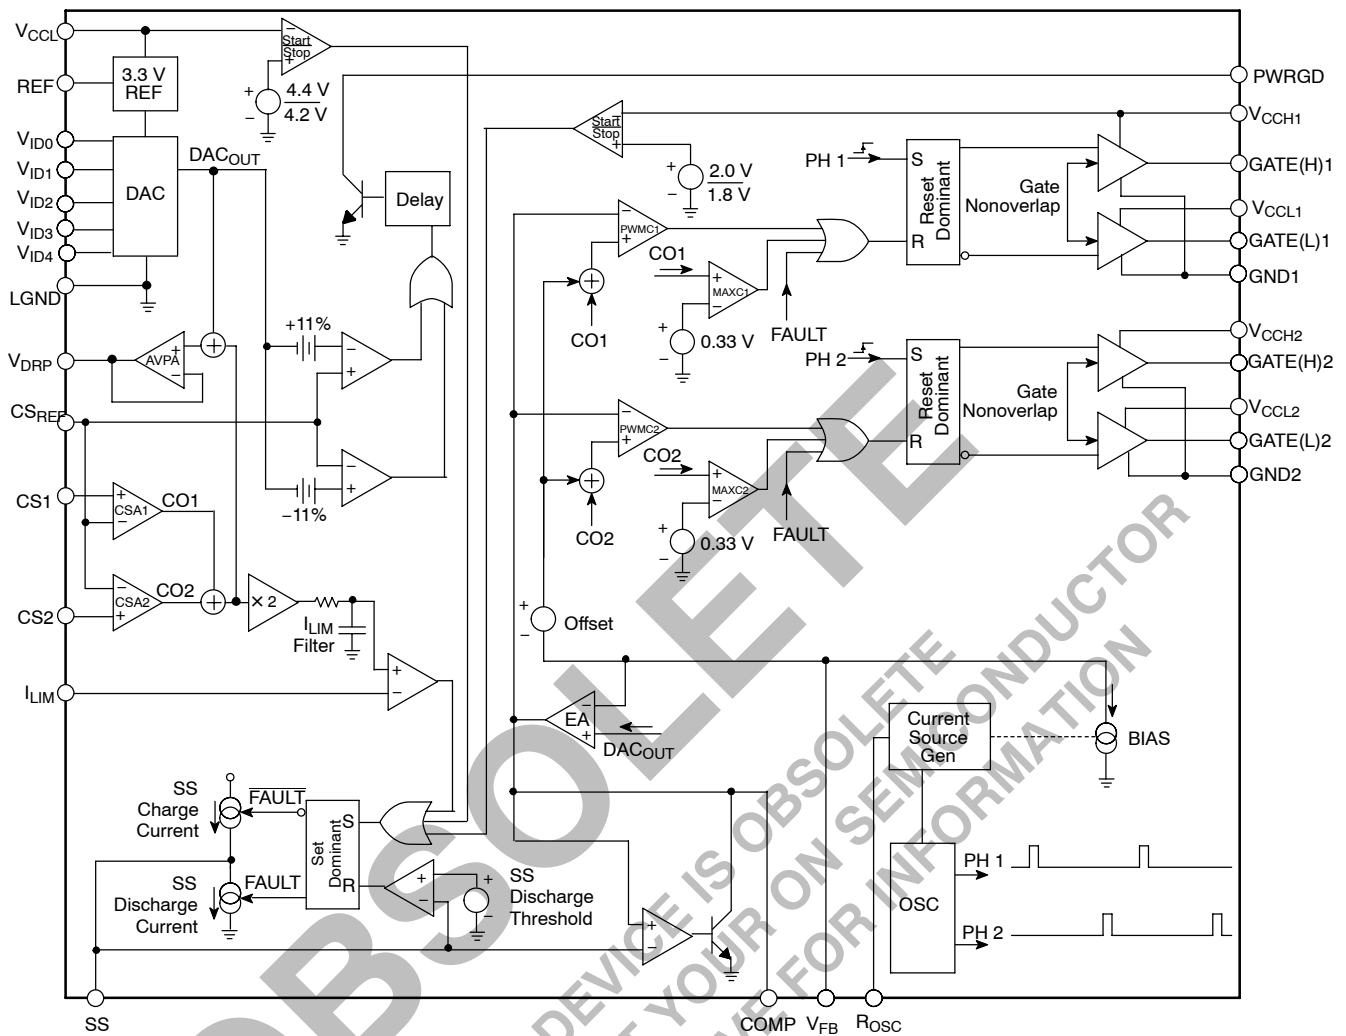 VCCL
REF
VID0
VID1
VID2
VID3
VID4
LGND
VDRP
CSREF
CS1
CS2
ILIM
SS
COMP
VFB
ROSC
PWRGD
VCCH1
GATE(H)1
VCCL1
GATE(L)1
GND1
VCCH2
GATE(H)2
VCCL2
GATE(L)2
GND2
3.3 V
REF
DAC
DACOUT
−
Start
Stop
+
+
−
4.4 V
4.2 V
Delay
Start
Stop
+
+
−
2.0 V
1.8 V
PH 1
S
R
Reset
Dominant
Gate
Nonoverlap
−
PWMC1
+
+
CO1
CO1
+
MAXC1
−
+
−
0.33 V
FAULT
PH 2
S
R
Reset
Dominant
Gate
Nonoverlap
−
PWMC2
+
+
CO2
CO2
+
MAXC2
−
+
−
0.33 V
FAULT
AVPA
+
−
+
+11%
−
+
−
+
−11%
+
CSA1
−
CO1
−
CSA2
+
CO2
+
× 2
ILIM
Filter
+
−
+
−
Offset
−
EA
+
DACOUT
Current
Source
Gen
BIAS
SS
Charge
Current
FAULT
SS
Discharge
Current
FAULT
Set
Dominant
S
R
+
−
+
−
SS
Discharge
Threshold
+
−
OSC
PH 1
PH 2
OBSOLETE
DEVICE IS OBSOLETE
YOUR ON SEMICONDUCTOR
FOR INFORMATION